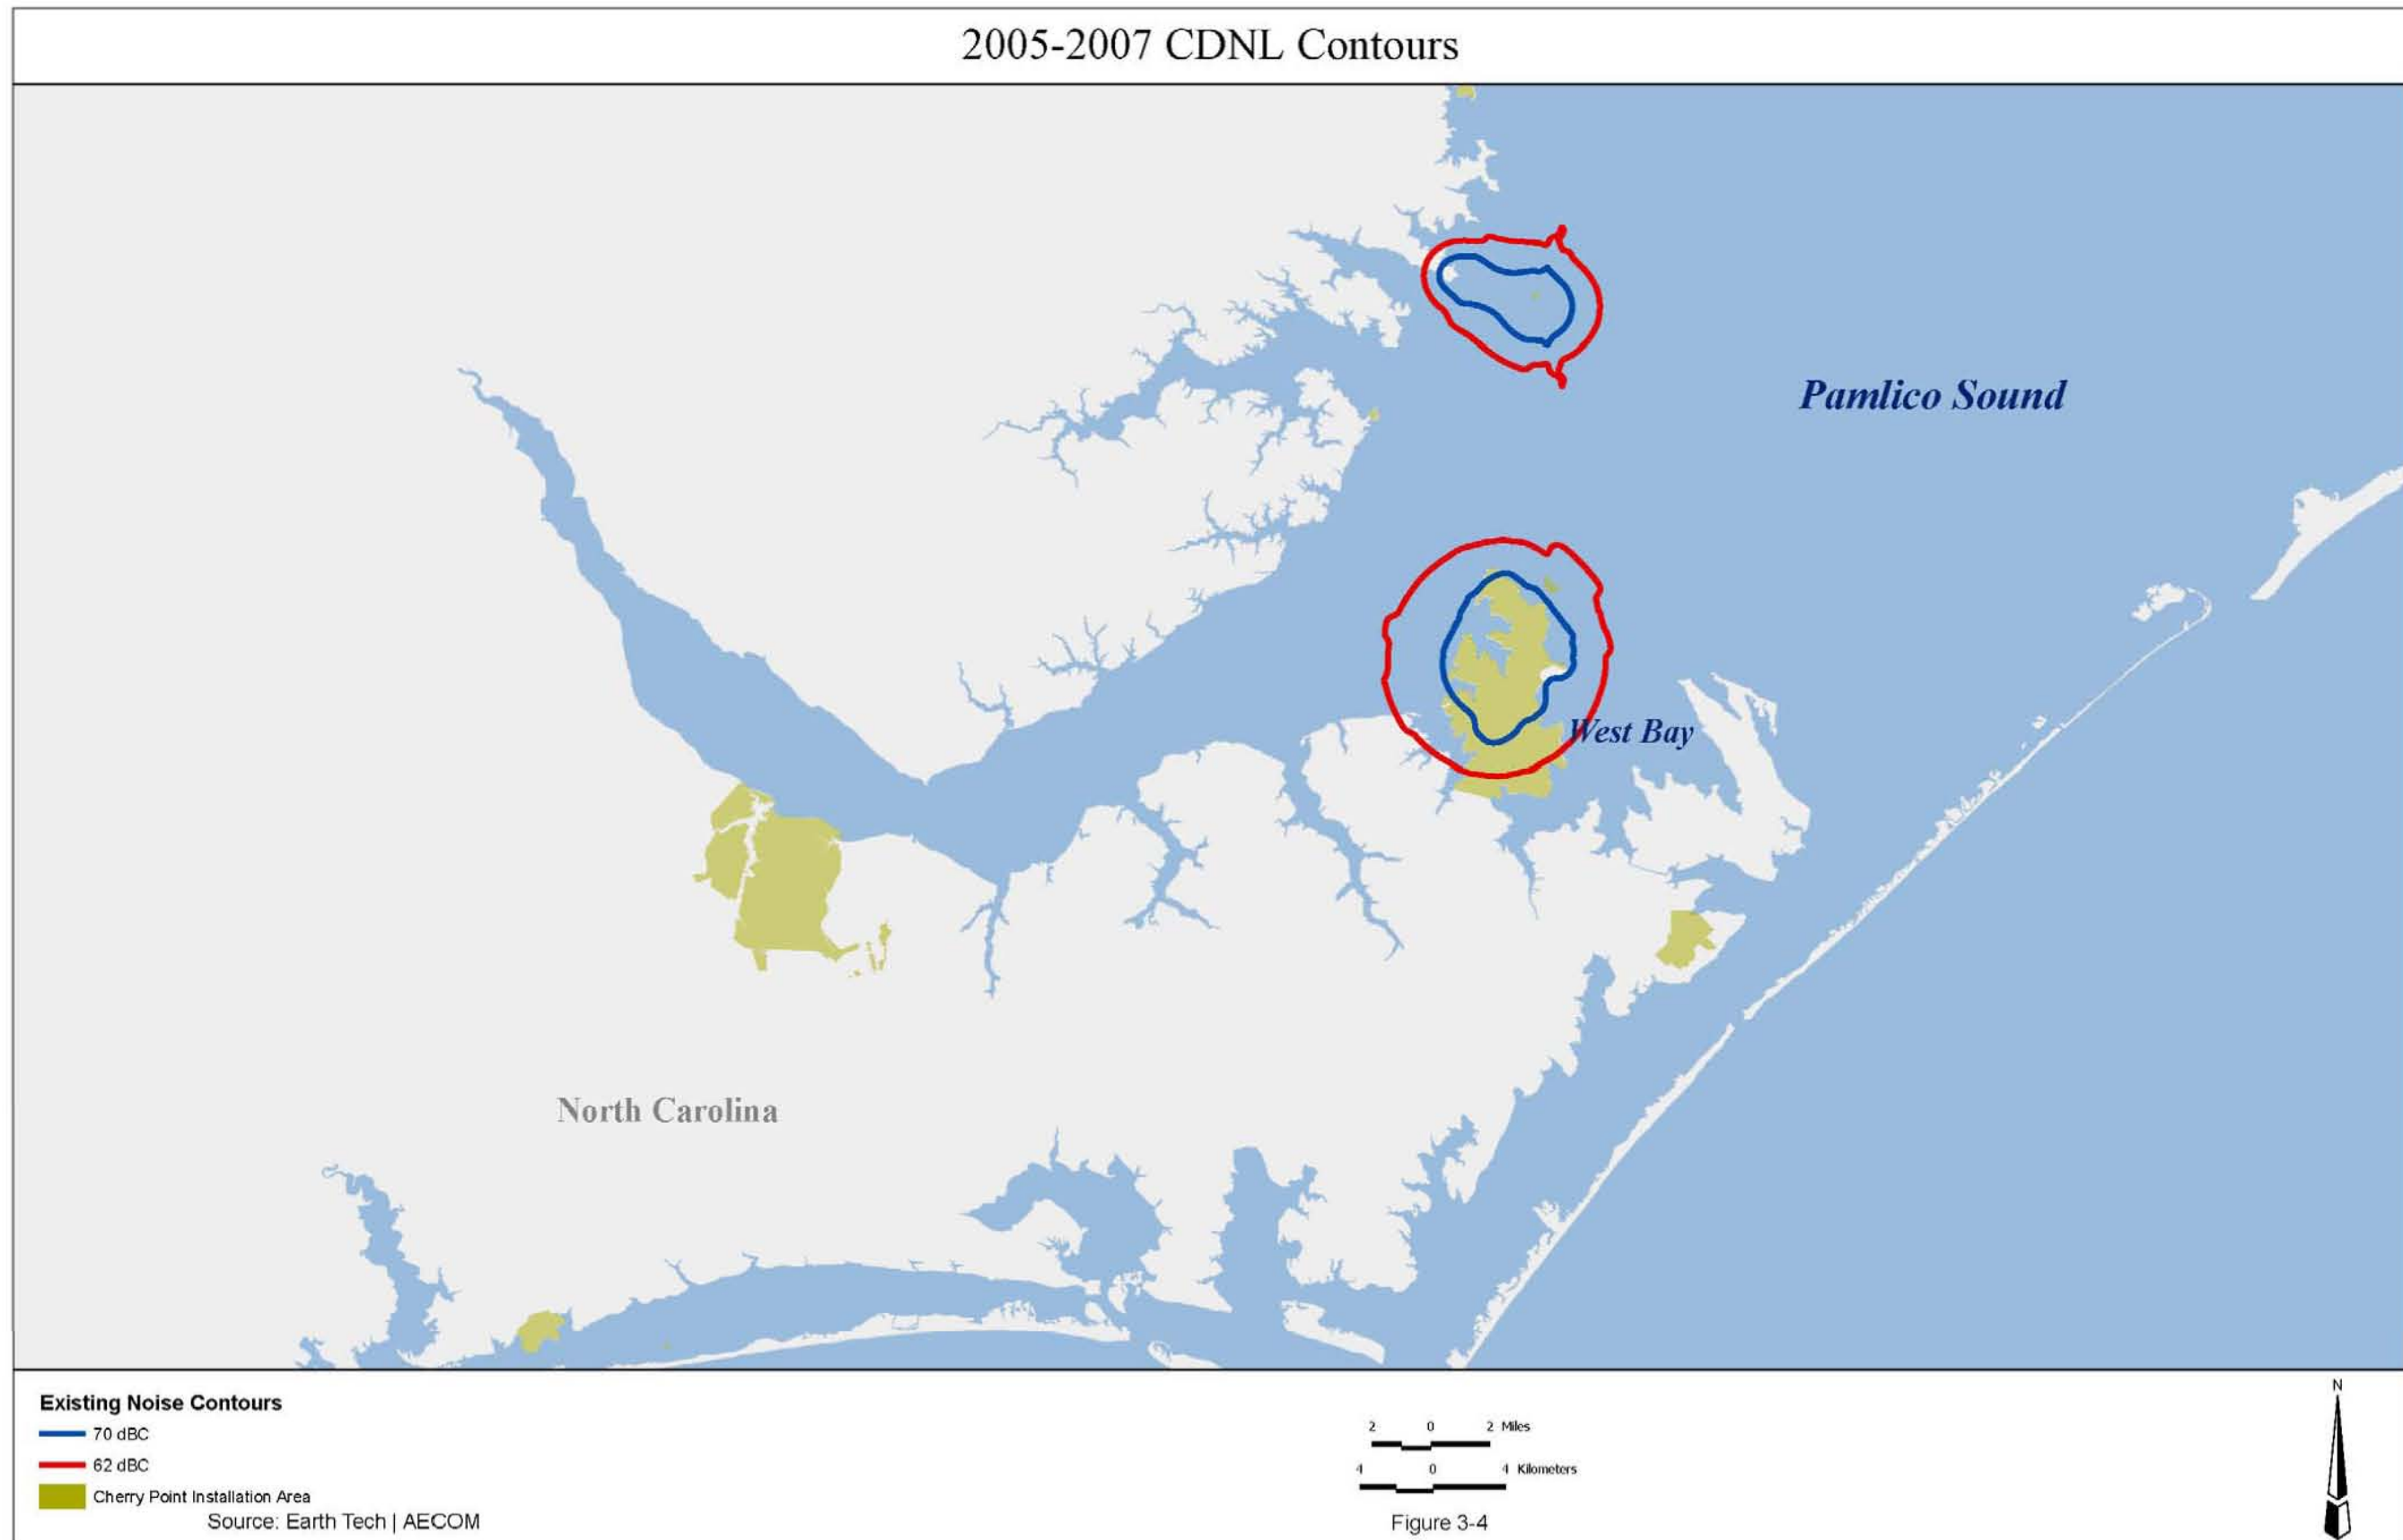 2005-2007 CDNL Contours
Pamlico Sound
West Bay
North Carolina
Existing Noise Contours
70 dBC
62 dBC
Cherry Point Installation Area
Source: Earth Tech | AECOM
2 0 2 Miles
4 0 4 Kilometers
Figure 3-4
N